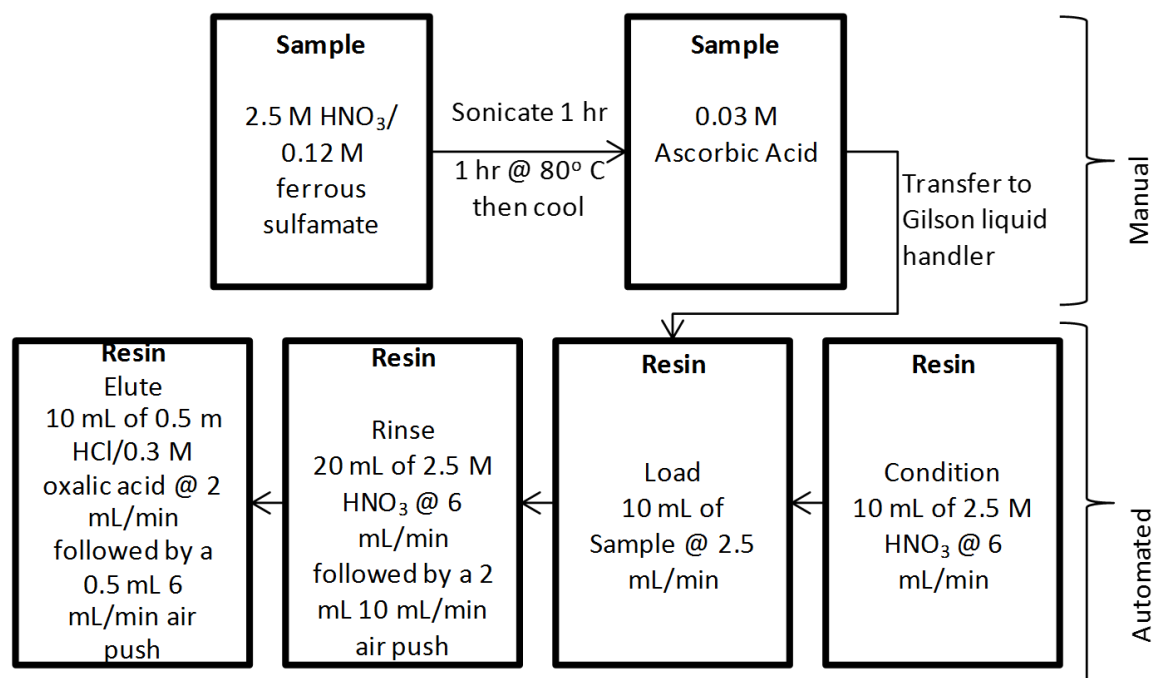 Sample
2.5 M HNO₃/
0.12 M
ferrous
sulfamate
Sonicate 1 hr
1 hr @ 80° C
then cool
Sample
0.03 M
Ascorbic Acid
Transfer to
Gilson liquid
handler
Manual
Resin
Elute
10 mL of 0.5 m
HCl/0.3 M
oxalic acid @ 2
mL/min
followed by a
0.5 mL 6
mL/min air
push
Resin
Rinse
20 mL of 2.5 M
HNO₃ @ 6
mL/min
followed by a 2
mL 10 mL/min
air push
Resin
Load
10 mL of
Sample @ 2.5
mL/min
Resin
Condition
10 mL of 2.5 M
HNO₃ @ 6
mL/min
Automated